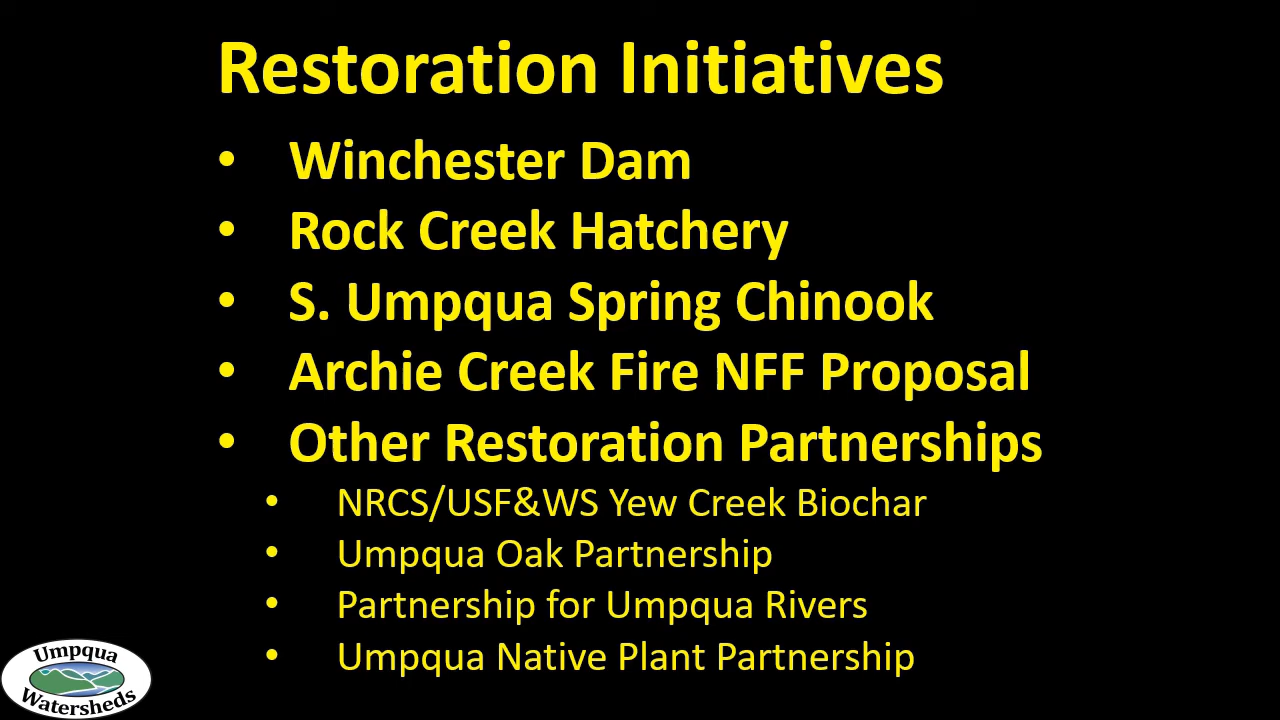 Restoration Initiatives
• Winchester Dam
• Rock Creek Hatchery
• S. Umpqua Spring Chinook
• Archie Creek Fire NFF Proposal
• Other Restoration Partnerships
• NRCS/USF&WS Yew Creek Biochar
• Umpqua Oak Partnership
• Partnership for Umpqua Rivers
• Umpqua Native Plant Partnership
Umpqua
Watersheds